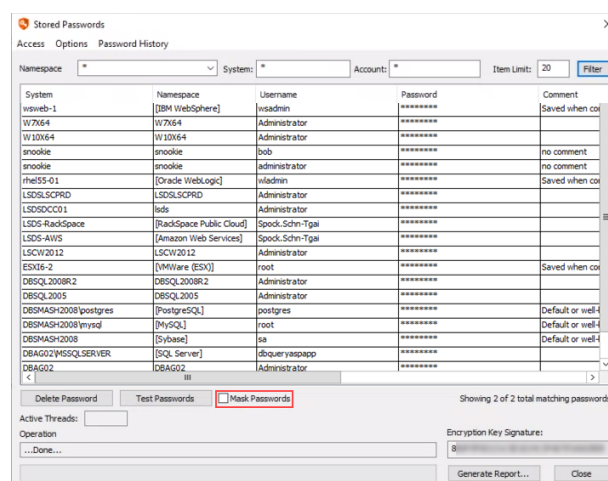 Stored Passwords
Access Options Password History
Namespace * System: * Account: * Item Limit: 20 Filter
System Namespace Username Password Comment
wsweb-1 [IBM WebSphere] wsadmin ******** Saved when
W7X64 W7X64 Administrator ********
W10X64 W10X64 Administrator ********
snookie snookie bob ******** no comment
snookie snookie administrator ******** no comment
rhel55-01 [Oracle WebLogic] wladmin ******** Saved when
LSDSLSCPRD LSDSLSCPRD Administrator ********
LSDSDCC01 lsds Administrator ********
LSDS-RackSpace [RackSpace Public Cloud] Spock.Schn-Tgai ********
LSDS-AWS [Amazon Web Services] Spock.Schn-Tgai ********
LSCW2012 LSCW2012 Administrator ********
ESXI6-2 [VMWare (ESX)] root ******** Saved when
DBSQL2008R2 DBSQL2008R2 Administrator ********
DBSQL2005 DBSQL2005 Administrator ********
DBSMASH2008\postgres [PostgreSQL] postgres ******** Default or well-
DBSMASH2008\mysql [MySQL] root ******** Default or well-
DBSMASH2008 [Sybase] sa ******** Default or well-
DBAG02\MSSQLSERVER [SQL Server] dbqueryaspapp ********
DBAG02 DBAG02 Administrator ********
Delete Password Test Passwords Mask Passwords Showing 2 of 2 total matching passwords
Active Threads:
Operation Encryption Key Signature:
...Done... 8
Generate Report... Close